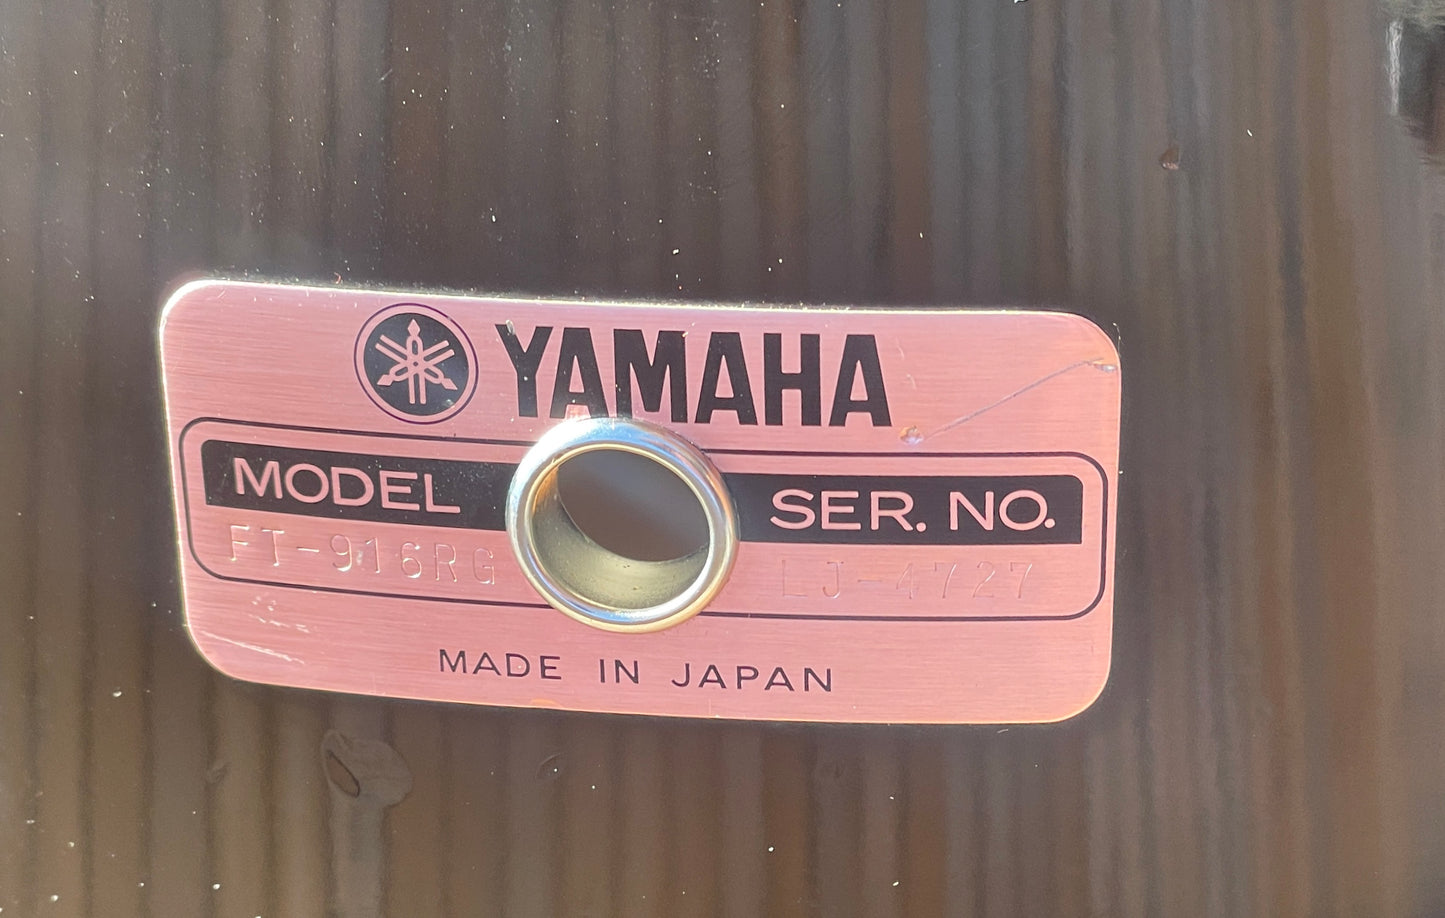 YAMAHA
MODEL SER. NO.
FT-916RG LJ-4727
MADE IN JAPAN